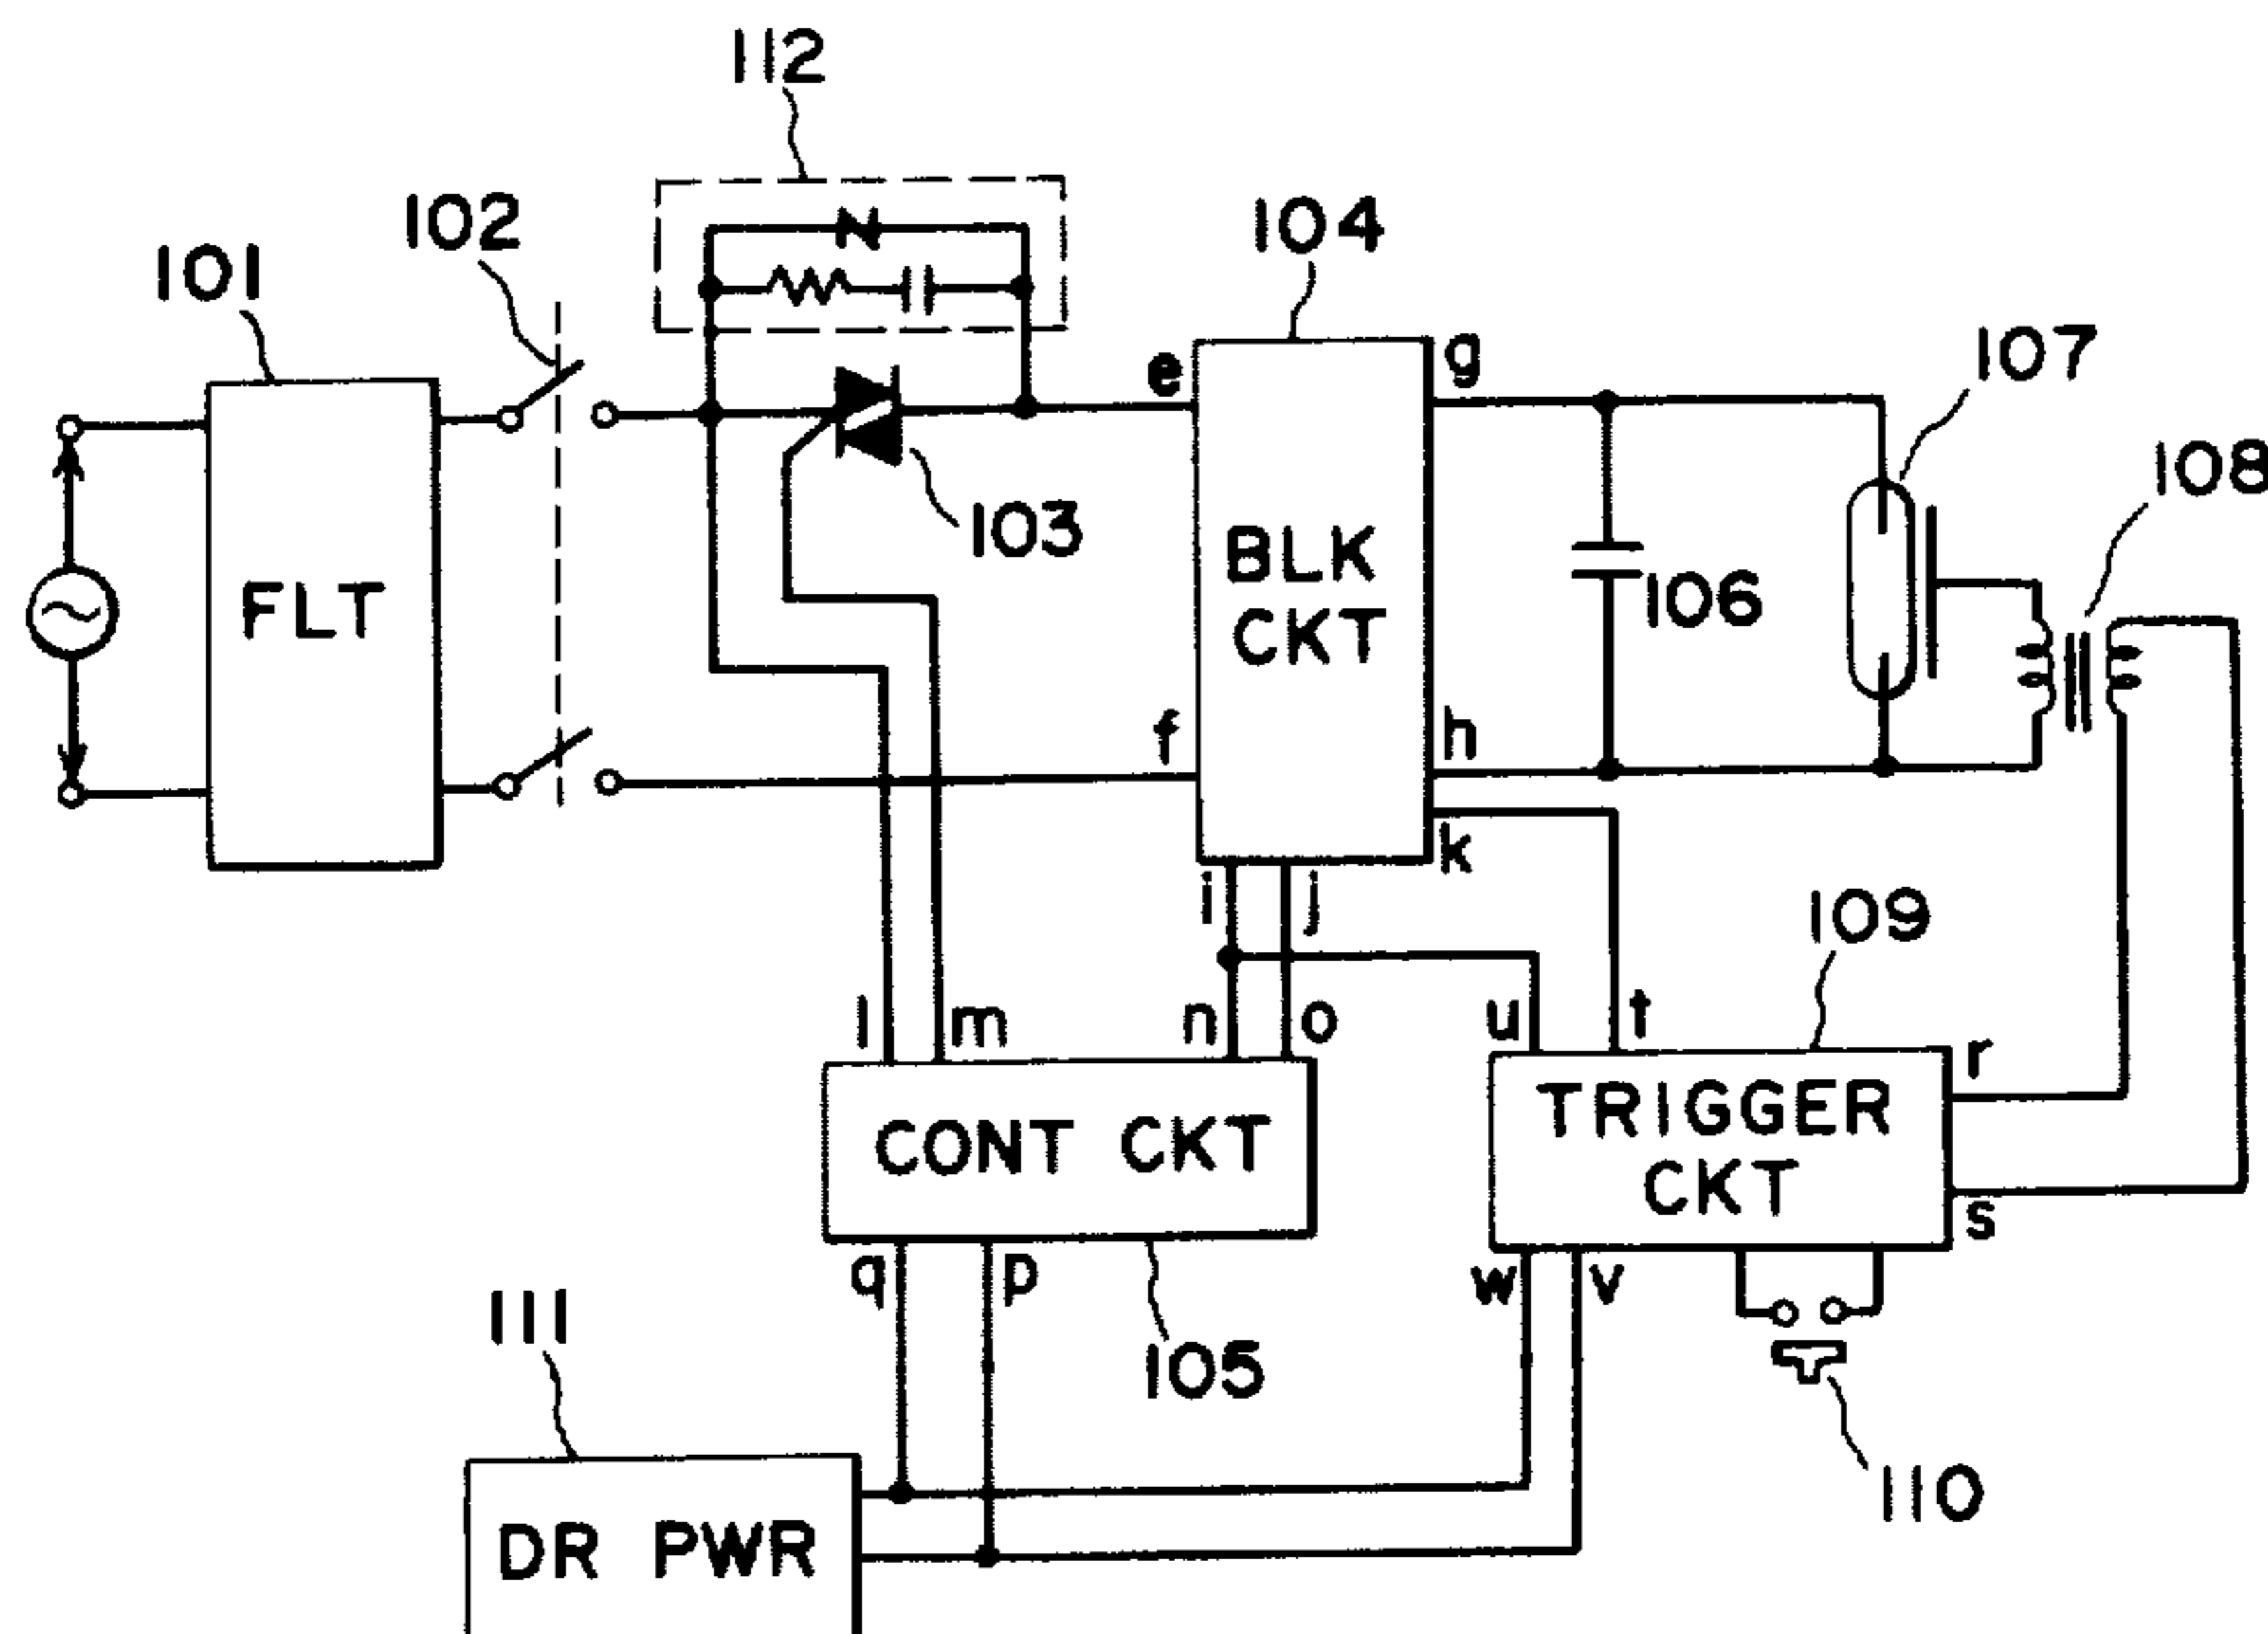 112
102
104
101
107
e
g
108
103
FLT
BLK
CKT
106
f
h
k
i
j
109
l
m
n
o
u
t
r
CONT CKT
TRIGGER
CKT
s
q
p
w
v
111
105
110
DR PWR